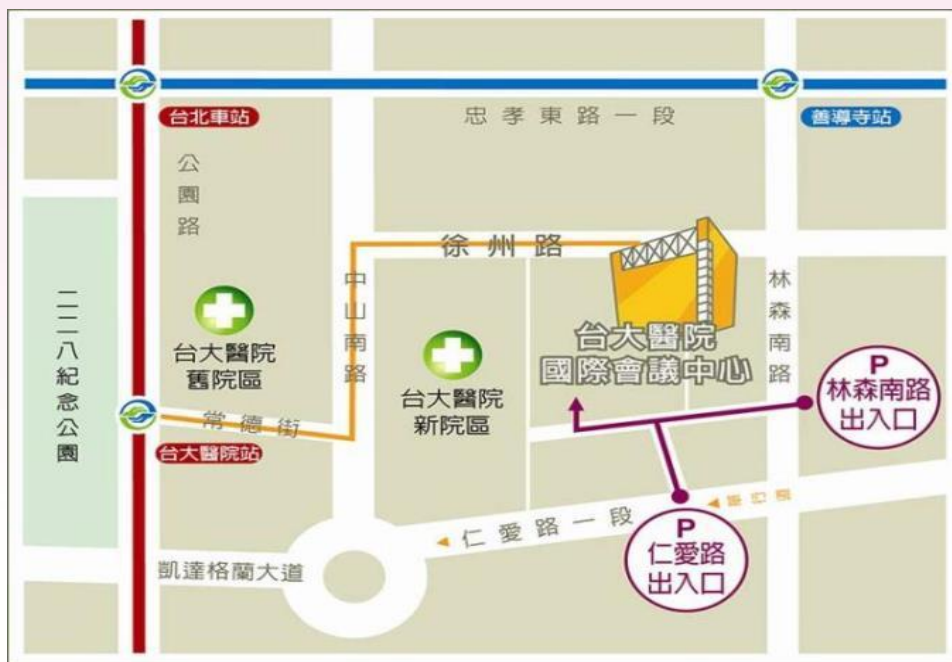 台北車站
忠孝東路一段
善導寺站
公園路
徐州路
中山南路
林森南路
二二八紀念公園
台大醫院
舊院區
台大醫院
新院區
台大醫院
國際會議中心
P
林森南路
出入口
常德街
台大醫院站
仁愛路一段
單行道
P
仁愛路
出入口
凱達格蘭大道